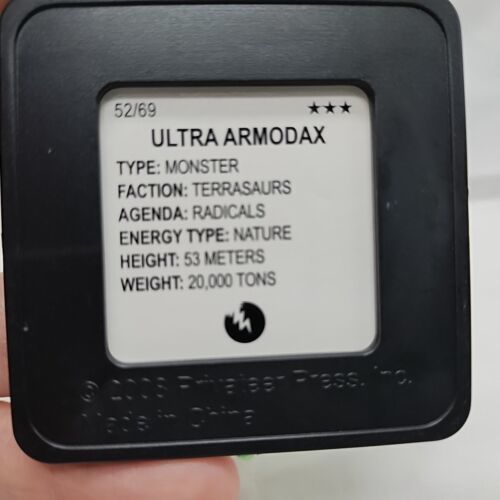 52/69 ★★★
ULTRA ARMODAX
TYPE: MONSTER
FACTION: TERRASAURS
AGENDA: RADICALS
ENERGY TYPE: NATURE
HEIGHT: 53 METERS
WEIGHT: 20,000 TONS
© 2009 Privateer Press, Inc.
Made in China